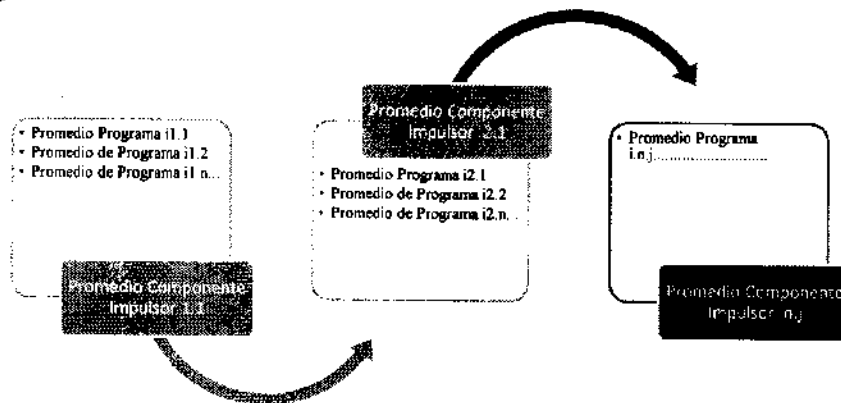 • Promedio Programa i1.1
• Promedio de Programa i1.2
• Promedio de Programa i1.n...
Promedio Componente
Impulsor 1.1
Promedio Componente
Impulsor 2.1
• Promedio Programa i2.1
• Promedio de Programa i2.2
• Promedio de Programa i2.n...
• Promedio Programa
i.n.j.........................
Promedio Componente
Impulsor n.j